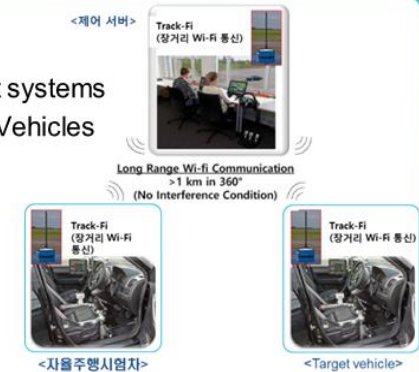 <제어 서버>
Track-Fi
(장거리 Wi-Fi 통신)
t systems
Vehicles
Long Range Wi-fi Communication
>1 km in 360°
(No Interference Condition)
Track-Fi
(장거리 Wi-Fi
통신)
Track-Fi
(장거리 Wi-Fi 통신)
<자율주행시험차>
<Target vehicle>